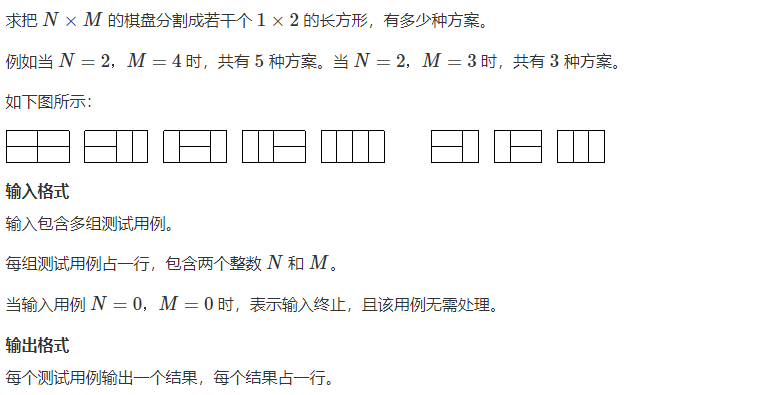 求把 N × M 的棋盘分割成若干个 1 × 2 的长方形，有多少种方案。
例如当 N = 2，M = 4 时，共有 5 种方案。当 N = 2，M = 3 时，共有 3 种方案。
如下图所示：
输入格式
输入包含多组测试用例。
每组测试用例占一行，包含两个整数 N 和 M。
当输入用例 N = 0，M = 0 时，表示输入终止，且该用例无需处理。
输出格式
每个测试用例输出一个结果，每个结果占一行。